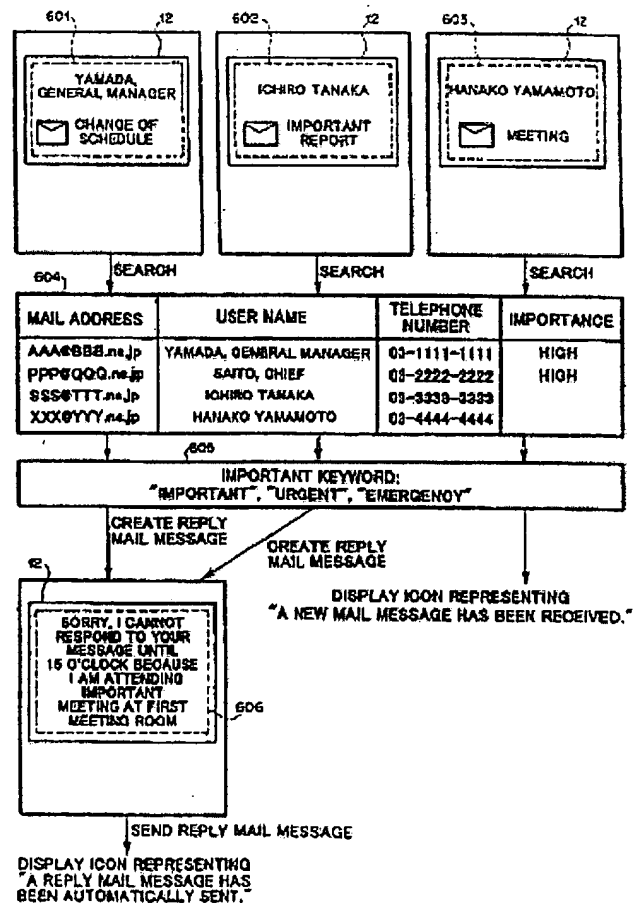 601
12
602
12
603
12
YAMADA,
GENERAL MANAGER
CHANGE OF
SCHEDULE
ICHIRO TANAKA
IMPORTANT
REPORT
HANAKO YAMAMOTO
MEETING
SEARCH
SEARCH
SEARCH
604
MAIL ADDRESS
USER NAME
TELEPHONE
NUMBER
IMPORTANCE
AAA@BBB.ne.jp
YAMADA, GENERAL MANAGER
03-1111-1111
HIGH
PPP@QQQ.ne.jp
SAITO, CHIEF
03-2222-2222
HIGH
SSS@TTT.ne.jp
ICHIRO TANAKA
03-3333-3333
XXX@YYY.ne.jp
HANAKO YAMAMOTO
03-4444-4444
605
IMPORTANT KEYWORD:
"IMPORTANT", "URGENT", "EMERGENCY"
CREATE REPLY
MAIL MESSAGE
CREATE REPLY
MAIL MESSAGE
DISPLAY ICON REPRESENTING
"A NEW MAIL MESSAGE HAS BEEN RECEIVED."
12
SORRY, I CANNOT
RESPOND TO YOUR
MESSAGE UNTIL
15 O'CLOCK BECAUSE
I AM ATTENDING
IMPORTANT
MEETING AT FIRST
MEETING ROOM
606
SEND REPLY MAIL MESSAGE
DISPLAY ICON REPRESENTING
"A REPLY MAIL MESSAGE HAS
BEEN AUTOMATICALLY SENT."